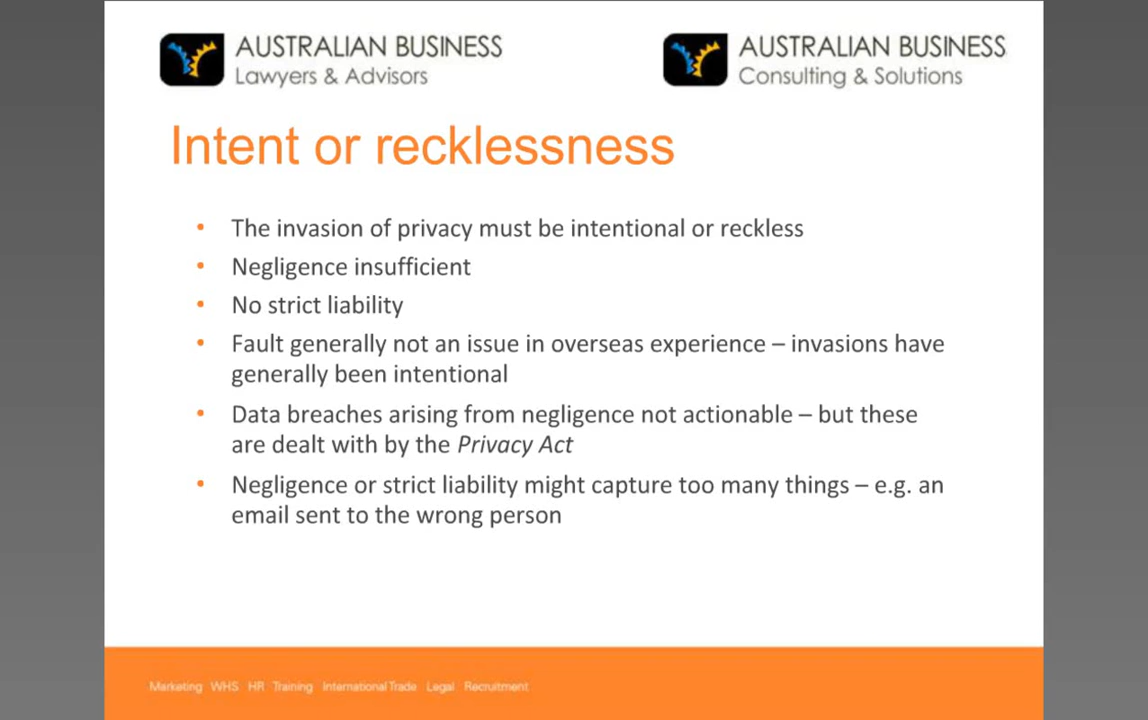 AUSTRALIAN BUSINESS
Lawyers & Advisors
AUSTRALIAN BUSINESS
Consulting & Solutions
Intent or recklessness
• The invasion of privacy must be intentional or reckless
• Negligence insufficient
• No strict liability
• Fault generally not an issue in overseas experience – invasions have
generally been intentional
• Data breaches arising from negligence not actionable – but these
are dealt with by the Privacy Act
• Negligence or strict liability might capture too many things – e.g. an
email sent to the wrong person
Marketing WHS HR Training International Trade Legal Recruitment